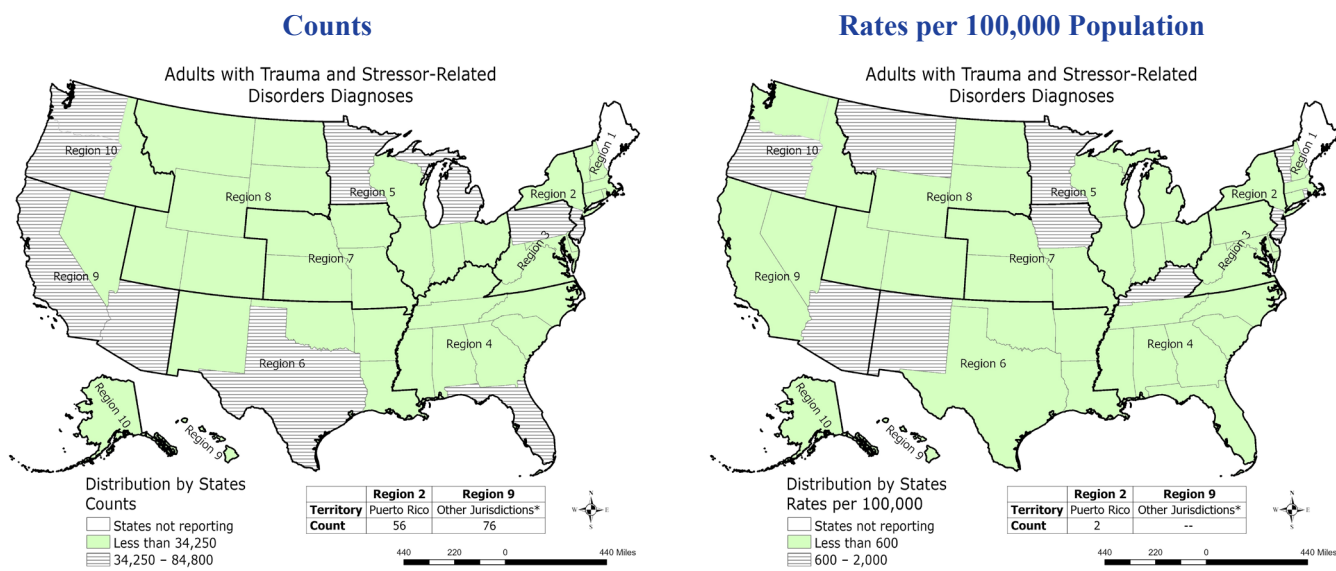 Counts
Adults with Trauma and Stressor-Related
Disorders Diagnoses
Region 10
Region 8
Region 5
Region 1
Region 2
Region 3
Region 9
Region 7
Region 6
Region 4
Region 10
Region 9
Distribution by States
Counts
States not reporting
Less than 34,250
34,250 – 84,800
Region 2 Region 9
Territory Puerto Rico Other Jurisdictions*
Count 56 76
N
W E
S
440 220 0 440 Miles
Rates per 100,000 Population
Adults with Trauma and Stressor-Related
Disorders Diagnoses
Region 10
Region 8
Region 5
Region 1
Region 2
Region 3
Region 9
Region 7
Region 6
Region 4
Region 10
Region 9
Distribution by States
Rates per 100,000
States not reporting
Less than 600
600 – 2,000
Region 2 Region 9
Territory Puerto Rico Other Jurisdictions*
Count 2 --
N
W E
S
440 220 0 440 Miles